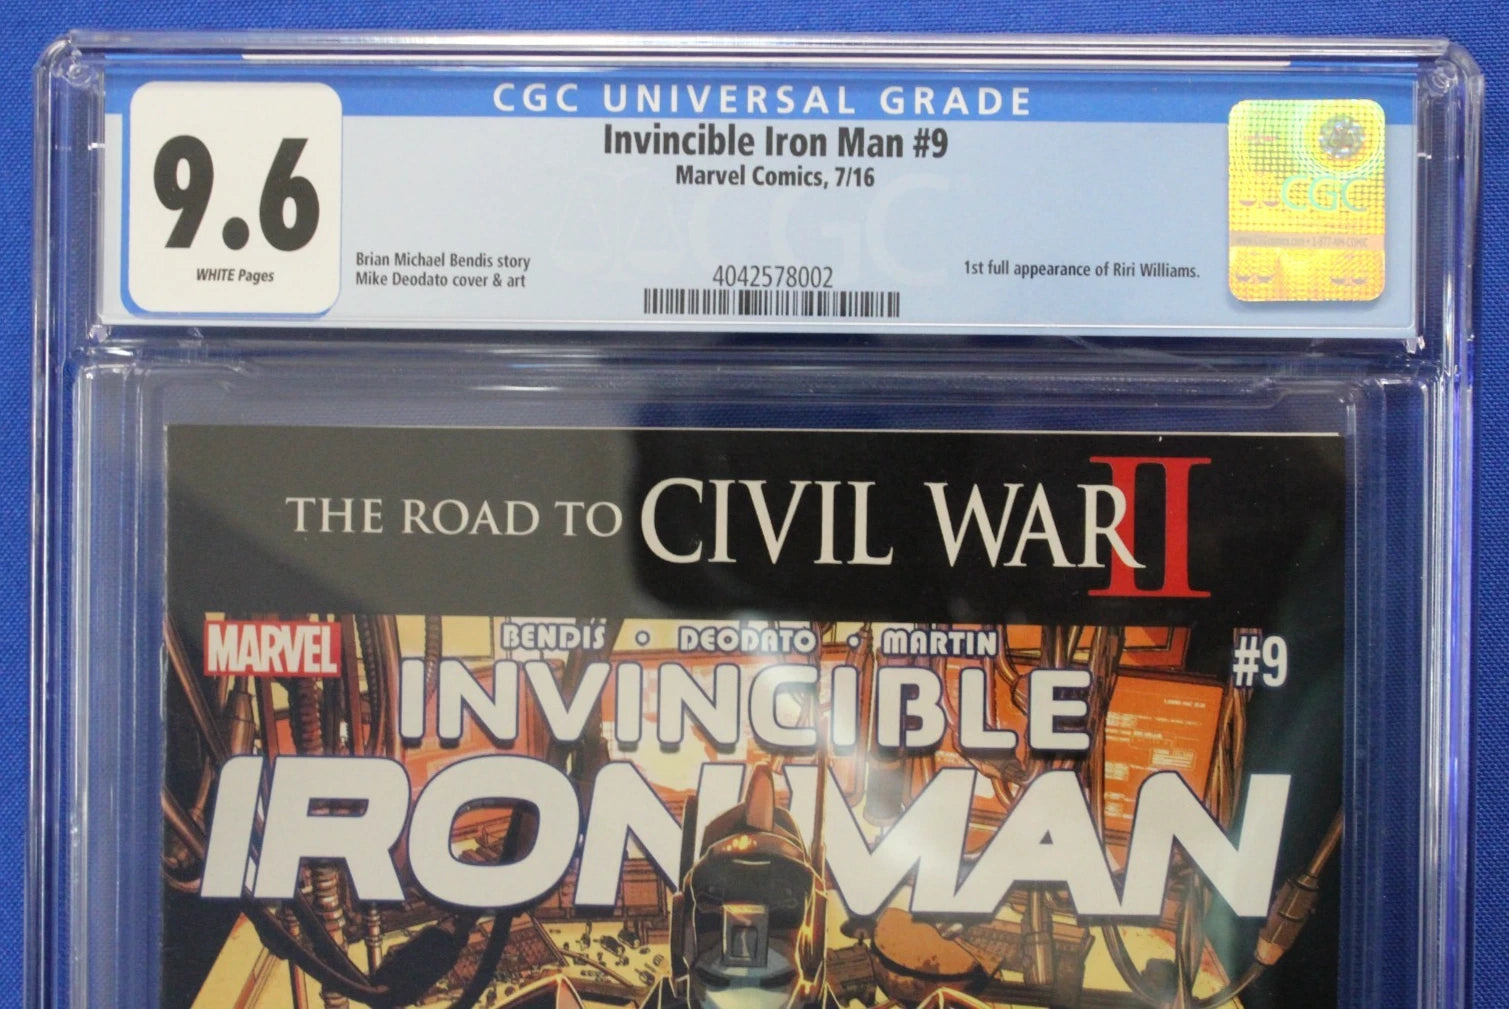 CGC UNIVERSAL GRADE
Invincible Iron Man #9
Marvel Comics, 7/16
9.6
WHITE Pages
Brian Michael Bendis story
Mike Deodato cover & art
4042578002
1st full appearance of Riri Williams.
CGC
CGC
THE ROAD TO CIVIL WAR II
MARVEL
BENDIS • DEODATO • MARTIN
#9
INVINCIBLE
IRON MAN